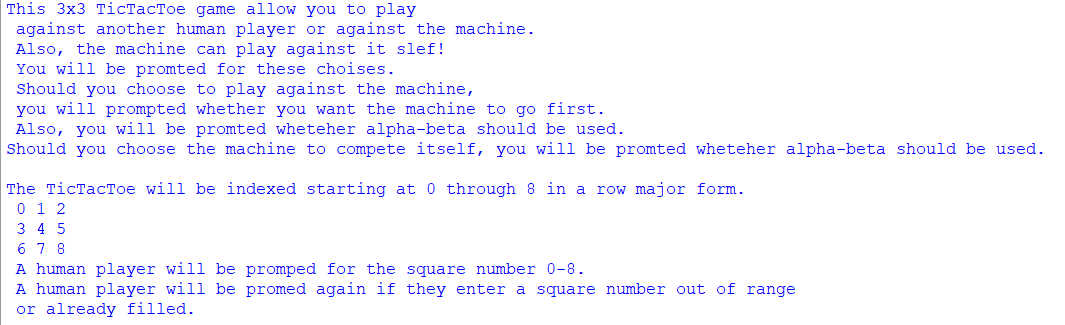 This 3x3 TicTacToe game allow you to play
against another human player or against the machine.
Also, the machine can play against it slef!
You will be promted for these choises.
Should you choose to play against the machine,
you will prompted whether you want the machine to go first.
Also, you will be promted wheteher alpha-beta should be used.
Should you choose the machine to compete itself, you will be promted wheteher alpha-beta should be used.
The TicTacToe will be indexed starting at 0 through 8 in a row major form.
0 1 2
3 4 5
6 7 8
A human player will be promped for the square number 0-8.
A human player will be promed again if they enter a square number out of range
or already filled.